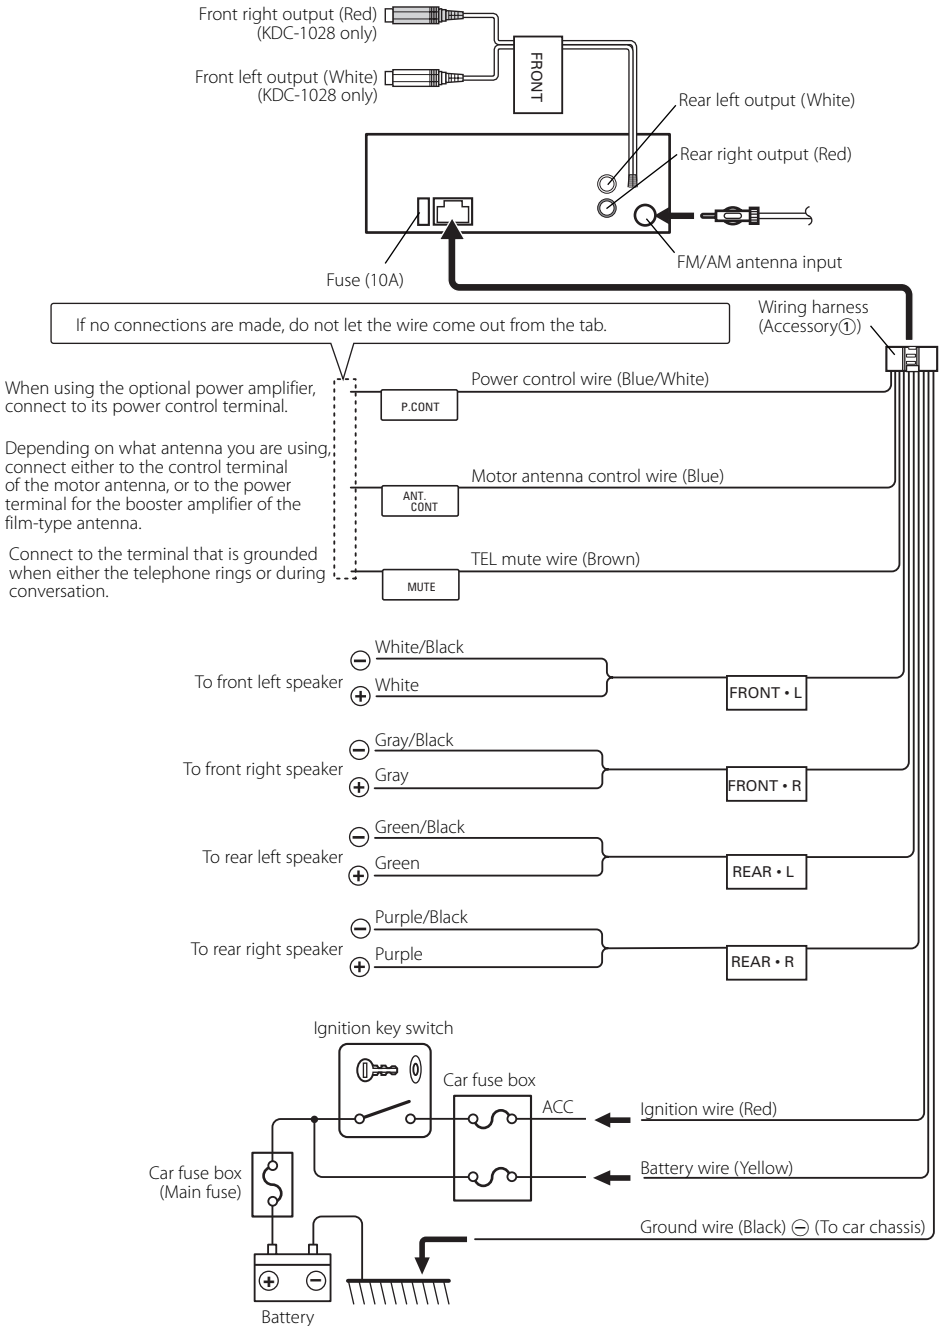 Front right output (Red)
(KDC-1028 only)
Front left output (White)
(KDC-1028 only)
FRONT
Rear left output (White)
Rear right output (Red)
FM/AM antenna input
Fuse (10A)
Wiring harness
(Accessory①)
If no connections are made, do not let the wire come out from the tab.
When using the optional power amplifier,
connect to its power control terminal.
Power control wire (Blue/White)
P.CONT
Depending on what antenna you are using,
connect either to the control terminal
of the motor antenna, or to the power
terminal for the booster amplifier of the
film-type antenna.
Motor antenna control wire (Blue)
ANT.
CONT
Connect to the terminal that is grounded
when either the telephone rings or during
conversation.
TEL mute wire (Brown)
MUTE
To front left speaker
⊖ White/Black
⊕ White
FRONT • L
To front right speaker
⊖ Gray/Black
⊕ Gray
FRONT • R
To rear left speaker
⊖ Green/Black
⊕ Green
REAR • L
To rear right speaker
⊖ Purple/Black
⊕ Purple
REAR • R
Ignition key switch
Car fuse box
ACC
Ignition wire (Red)
Car fuse box
(Main fuse)
Battery wire (Yellow)
Ground wire (Black) ⊖ (To car chassis)
⊕ ⊖
Battery